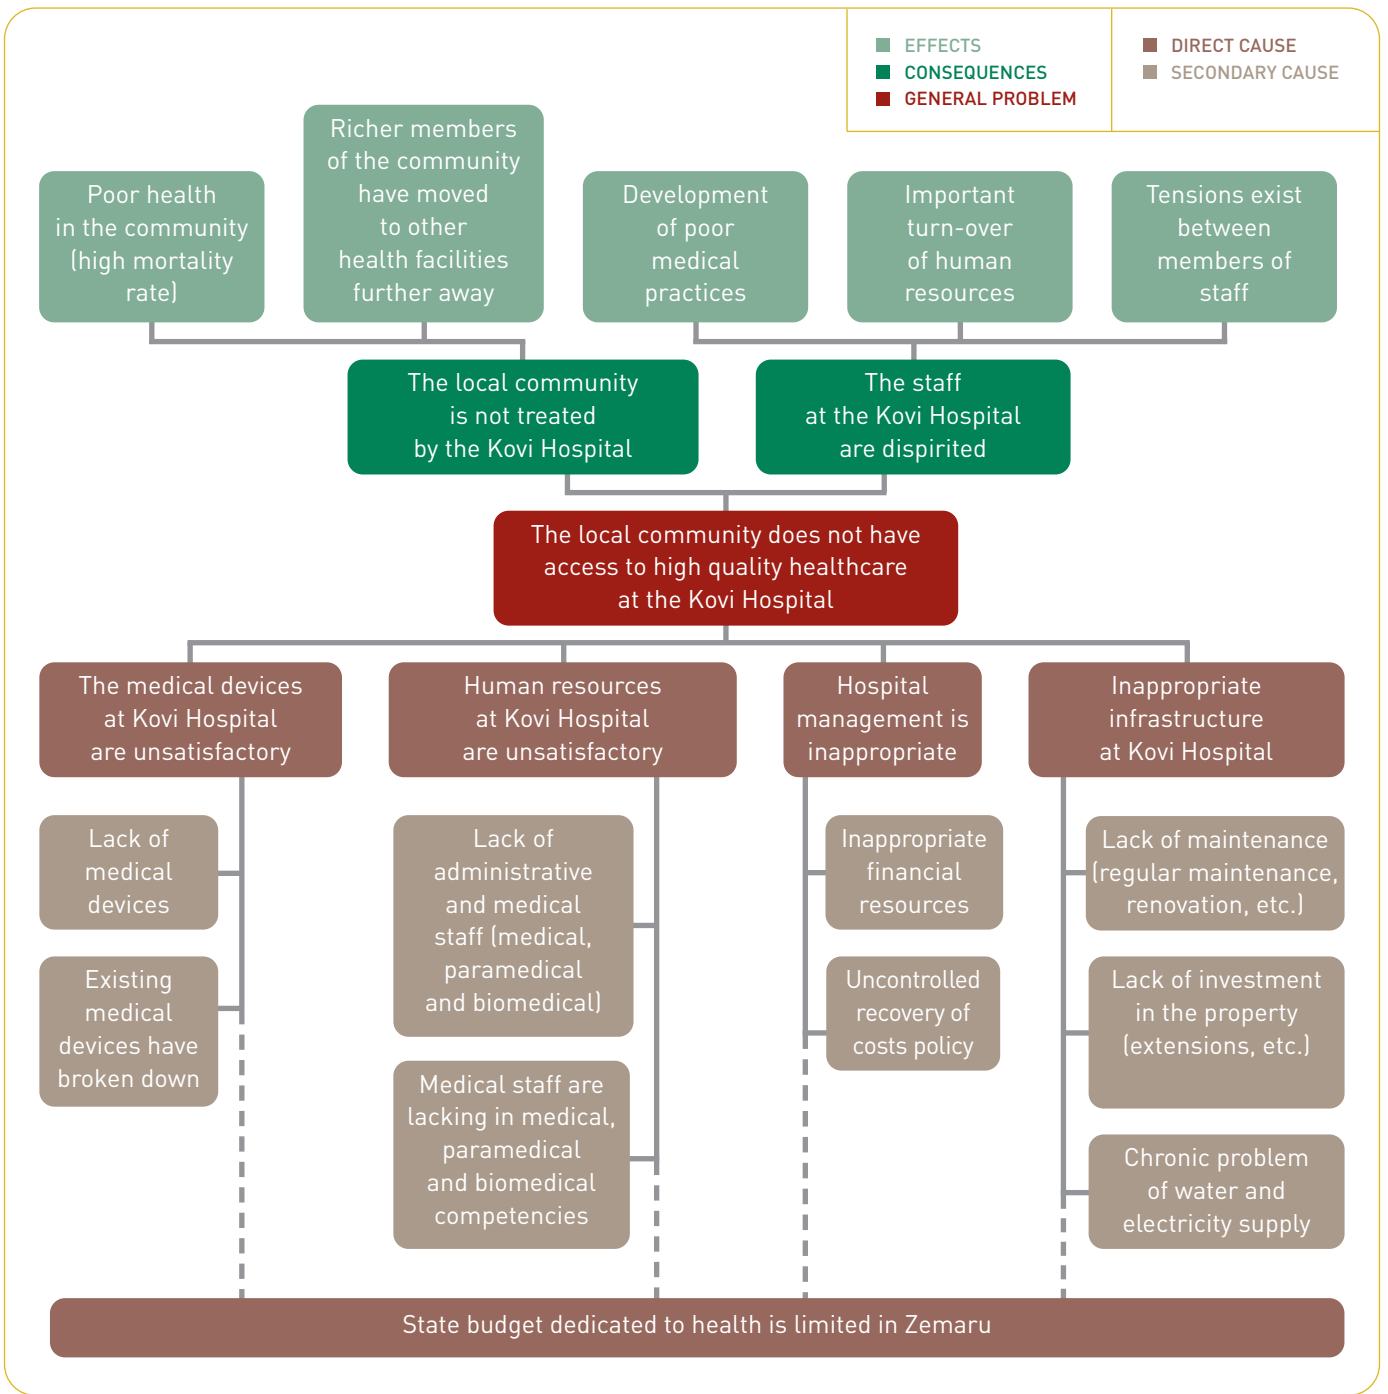 EFFECTS
CONSEQUENCES
GENERAL PROBLEM
DIRECT CAUSE
SECONDARY CAUSE
Poor health
in the community
(high mortality
rate)
Richer members
of the community
have moved
to other
health facilities
further away
Development
of poor
medical
practices
Important
turn-over
of human
resources
Tensions exist
between
members of
staff
The local community
is not treated
by the Kovi Hospital
The staff
at the Kovi Hospital
are dispirited
The local community does not have
access to high quality healthcare
at the Kovi Hospital
The medical devices
at Kovi Hospital
are unsatisfactory
Human resources
at Kovi Hospital
are unsatisfactory
Hospital
management is
inappropriate
Inappropriate
infrastructure
at Kovi Hospital
Lack of
medical
devices
Existing
medical
devices have
broken down
Lack of
administrative
and medical
staff (medical,
paramedical
and biomedical)
Medical staff are
lacking in medical,
paramedical
and biomedical
competencies
Inappropriate
financial
resources
Uncontrolled
recovery of
costs policy
Lack of maintenance
(regular maintenance,
renovation, etc.)
Lack of investment
in the property
(extensions, etc.)
Chronic problem
of water and
electricity supply
State budget dedicated to health is limited in Zemaru